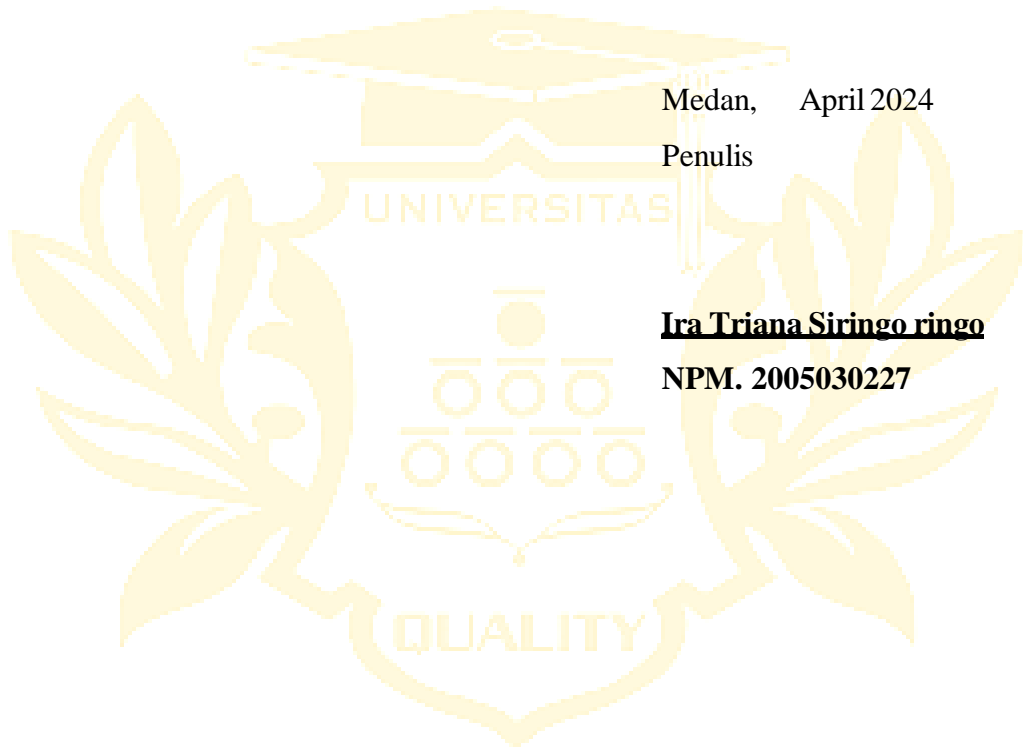 Medan, April 2024
Penulis
UNIVERSITAS
Ira Triana Siringo ringo
NPM. 2005030227
QUALITY